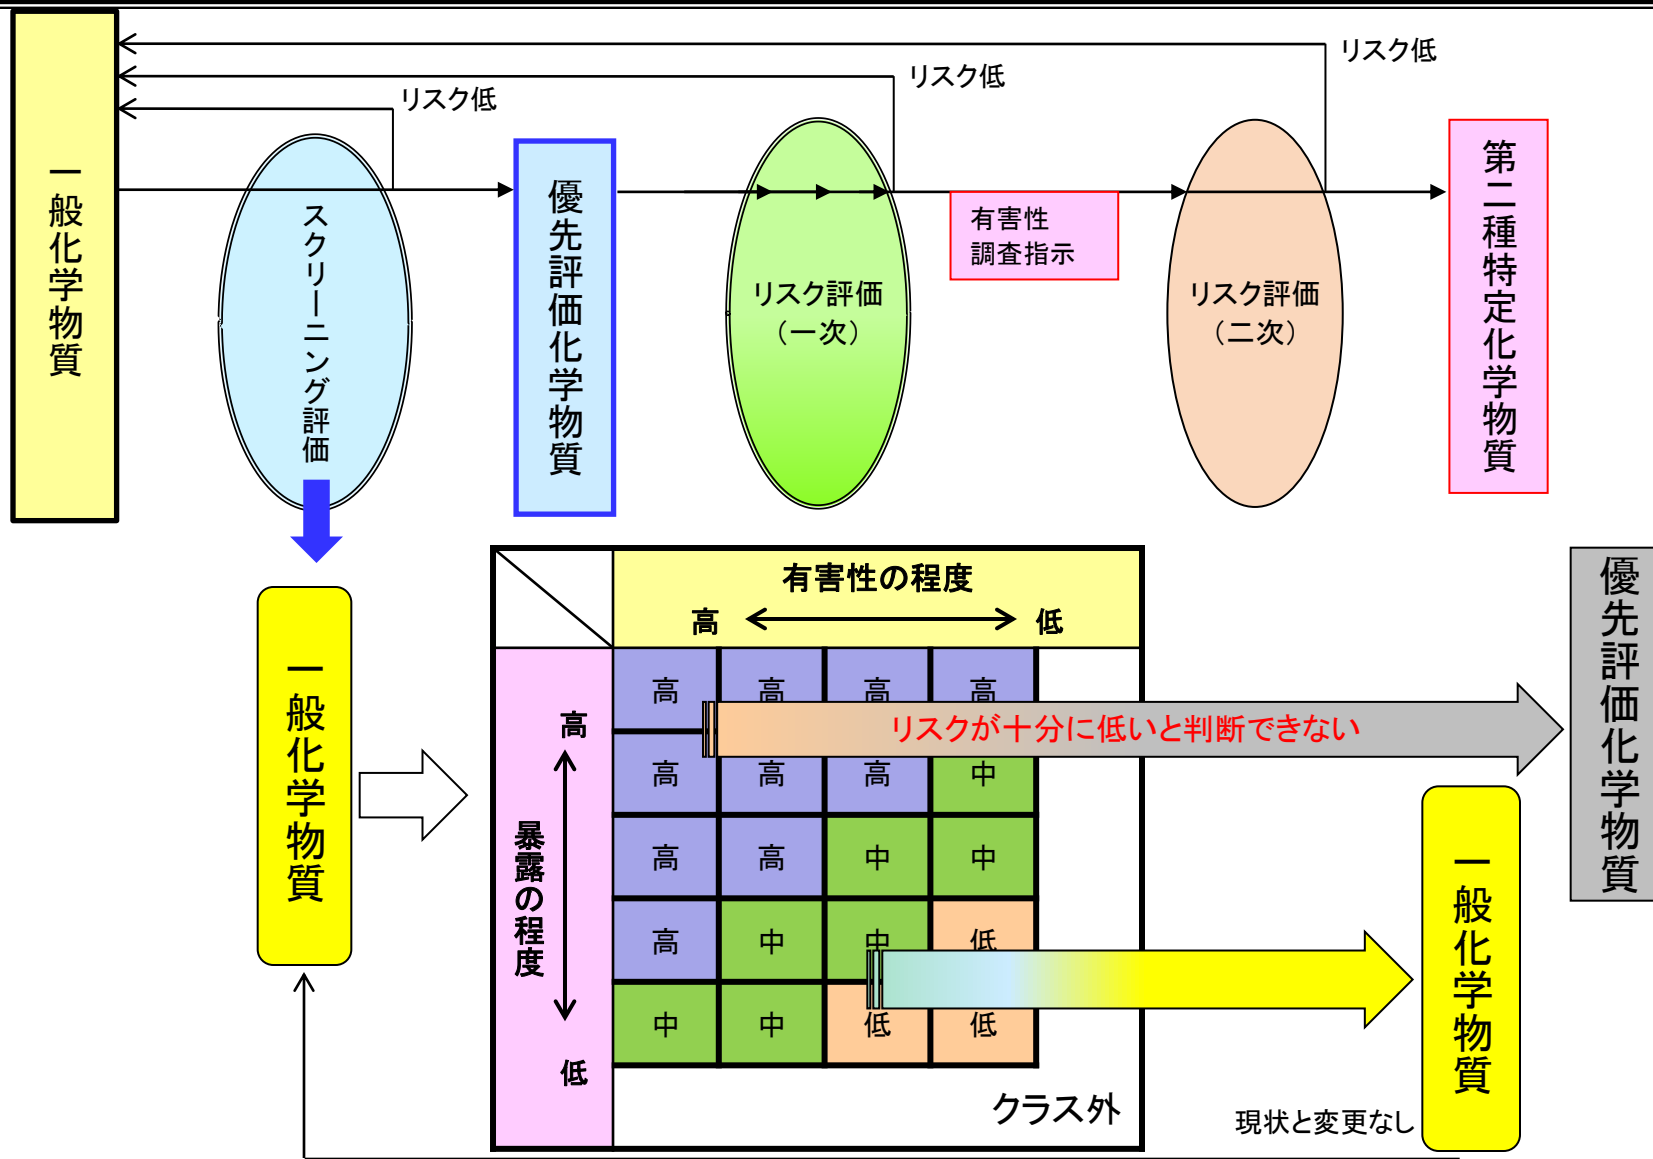 リスク低
リスク低
リスク低
一般化学物質
スクリーニング評価
優先評価化学物質
リスク評価
（一次）
有害性
調査指示
リスク評価
（二次）
第二種特定化学物質
一般化学物質
有害性の程度
高 低
暴露の程度
高
低
高 高 高 高
高 高 高 中
高 高 中 中
高 中 中 低
中 中 低 低
クラス外
リスクが十分に低いと判断できない
優先評価化学物質
一般化学物質
現状と変更なし